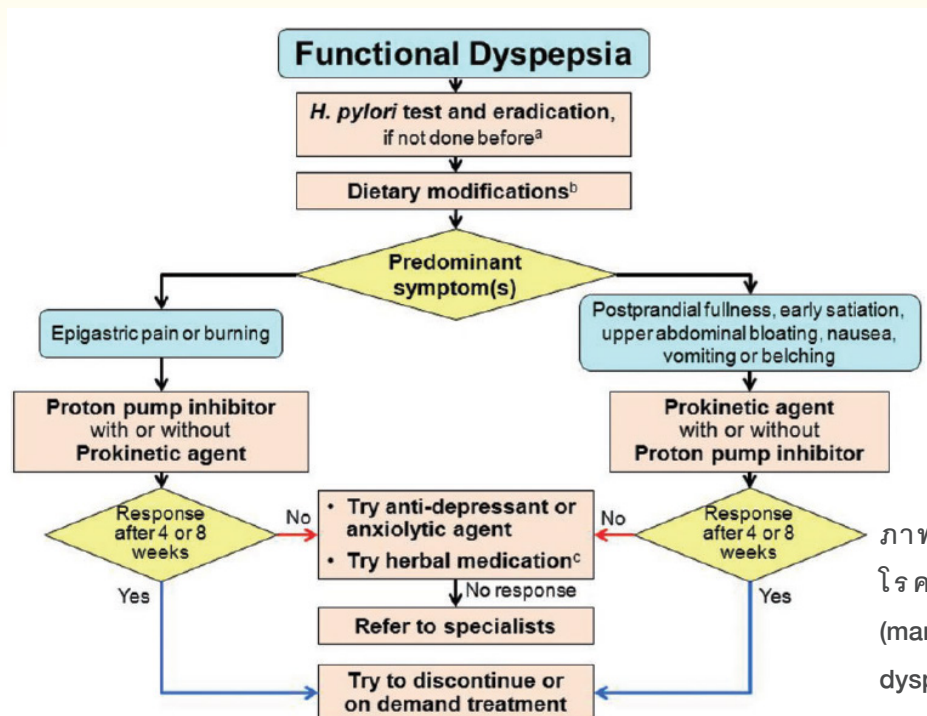 Functional Dyspepsia
H. pylori test and eradication,
if not done beforeᵃ
Dietary modificationsᵇ
Predominant
symptom(s)
Epigastric pain or burning
Postprandial fullness, early satiation,
upper abdominal bloating, nausea,
vomiting or belching
Proton pump inhibitor
with or without
Prokinetic agent
Prokinetic agent
with or without
Proton pump inhibitor
Response
after 4 or 8
weeks
No
• Try anti-depressant or
anxiolytic agent
• Try herbal medicationᶜ
No
Response
after 4 or 8
weeks
Yes
No response
Yes
Refer to specialists
Try to discontinue or
on demand treatment
ภาพ
โรค
(mar
dysp